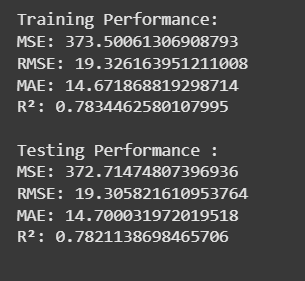 Training Performance:
MSE: 373.50061306908793
RMSE: 19.326163951211008
MAE: 14.671868819298714
R²: 0.7834462580107995
Testing Performance :
MSE: 372.71474807396936
RMSE: 19.305821610953764
MAE: 14.700031972019518
R²: 0.7821138698465706